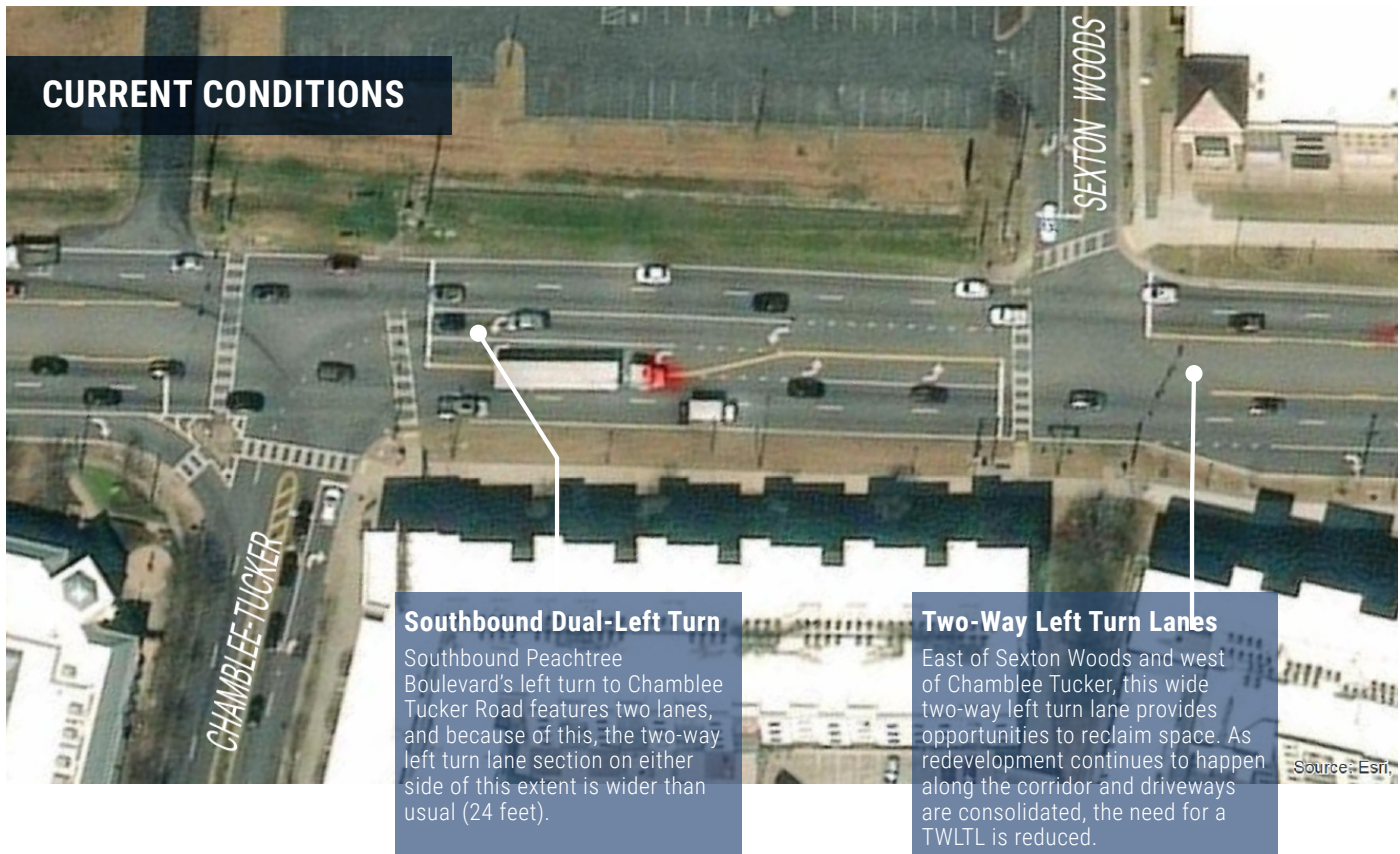 CURRENT CONDITIONS
SEXTON WOODS
CHAMBLEE-TUCKER
Southbound Dual-Left Turn
Southbound Peachtree
Boulevard's left turn to Chamblee
Tucker Road features two lanes,
and because of this, the two-way
left turn lane section on either
side of this extent is wider than
usual (24 feet).
Two-Way Left Turn Lanes
East of Sexton Woods and west
of Chamblee Tucker, this wide
two-way left turn lane provides
opportunities to reclaim space. As
redevelopment continues to happen
along the corridor and driveways
are consolidated, the need for a
TWLTL is reduced.
Source: Esri,